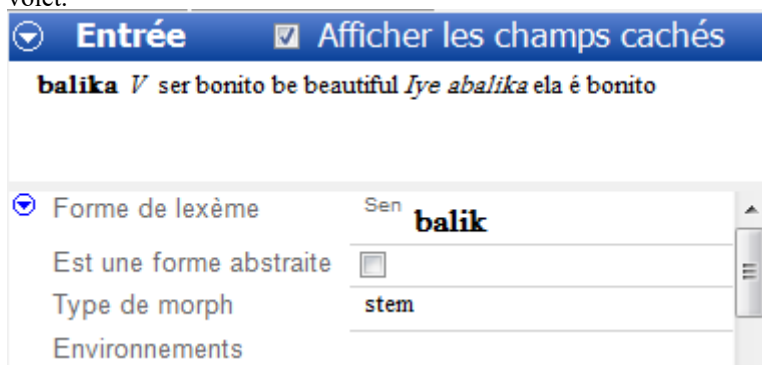 volet.
Entrée Afficher les champs cachés
balika V ser bonito be beautiful Iye abalika ela é bonito
Forme de lexème Sen balik
Est une forme abstraite
Type de morph stem
Environnements